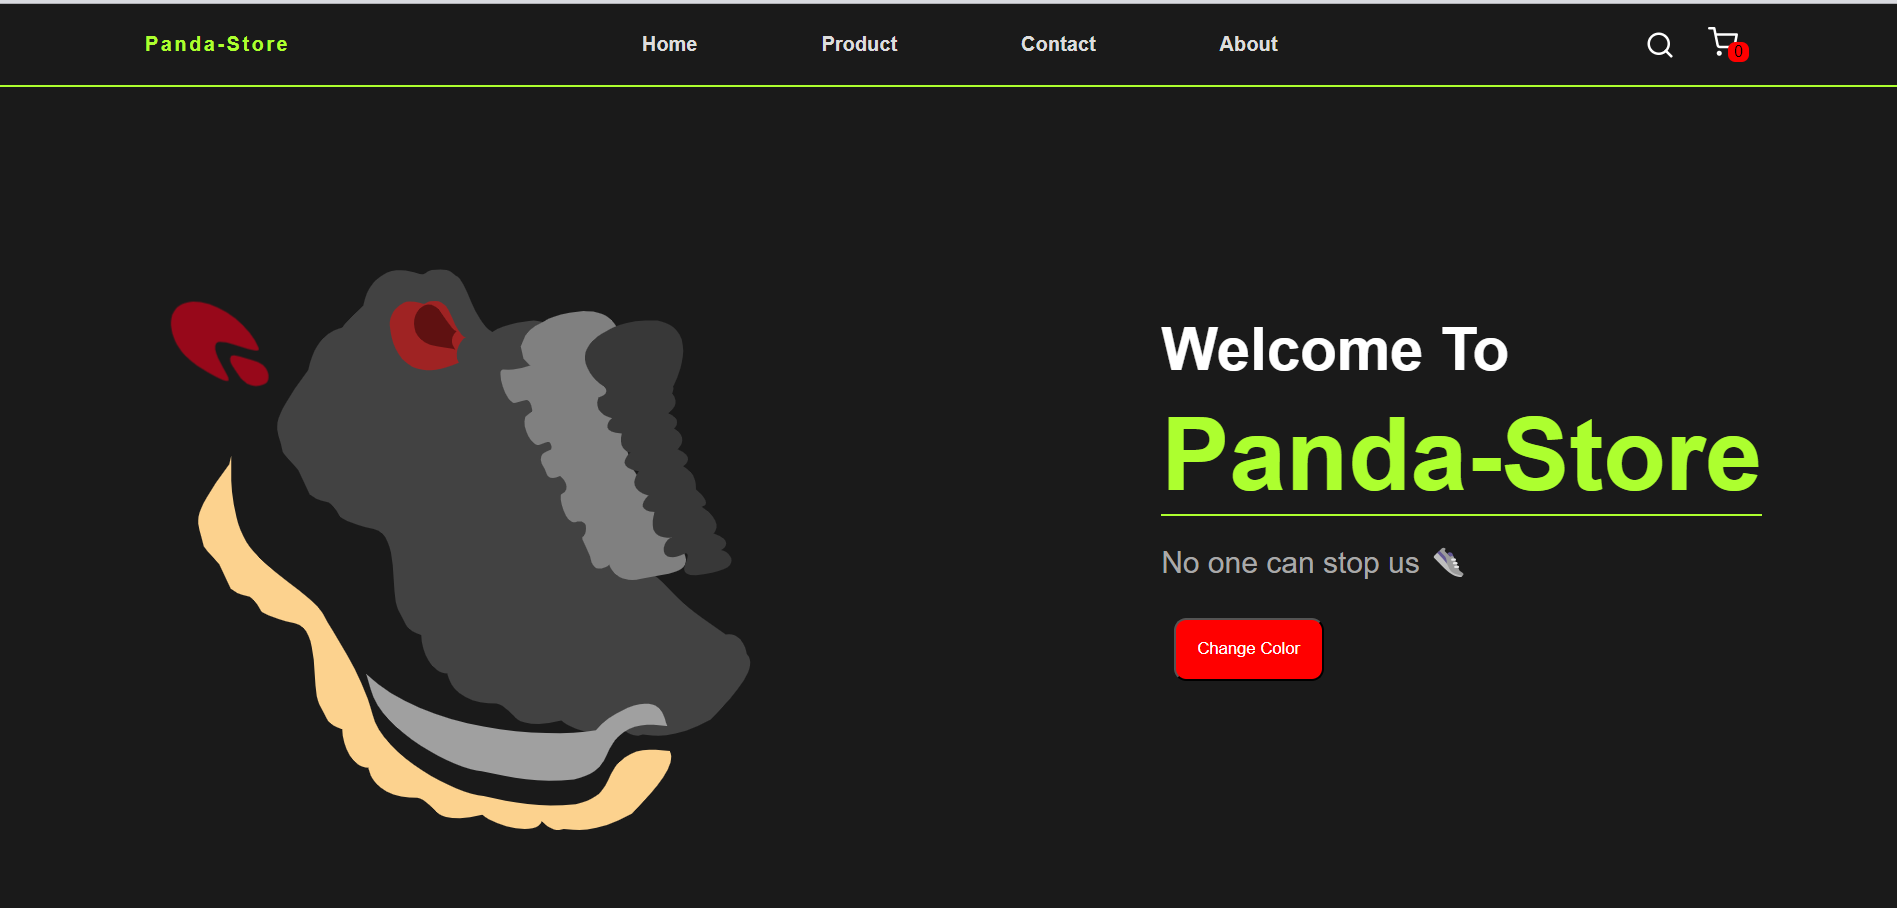 Panda-Store Home Product Contact About 0
Welcome To
Panda-Store
No one can stop us 👟
Change Color